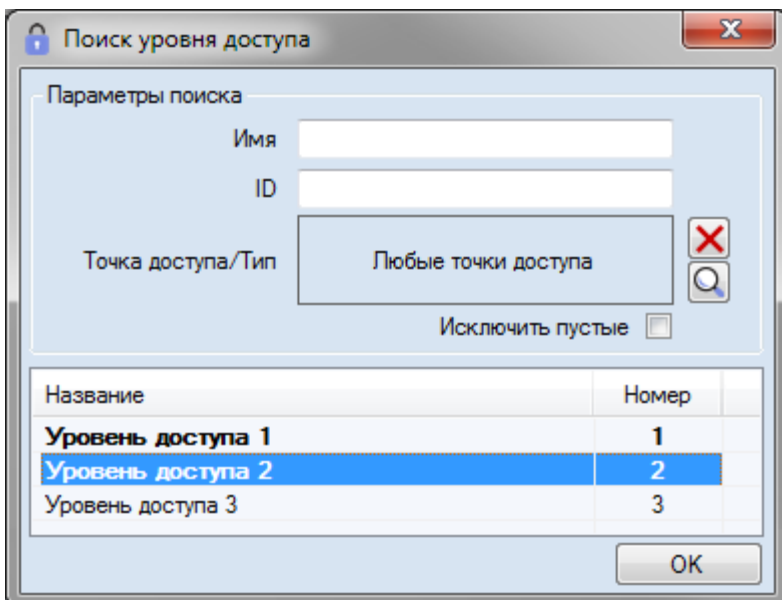 Поиск уровня доступа
Параметры поиска
Имя
ID
Точка доступа/Тип Любые точки доступа
Исключить пустые
Название Номер
Уровень доступа 1 1
Уровень доступа 2 2
Уровень доступа 3 3
OK